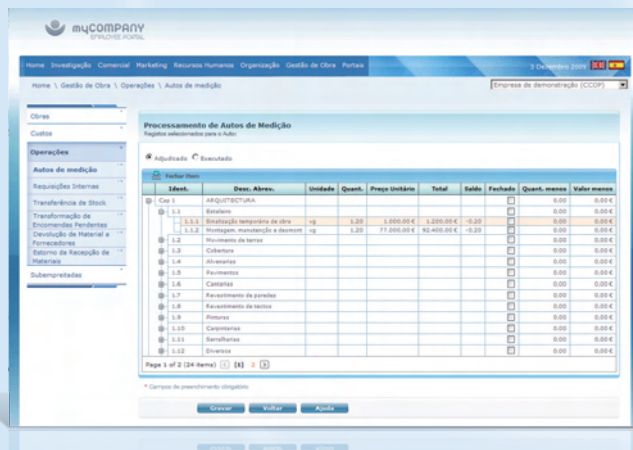 myCOMPANY
EMPLOYEE PORTAL
Home Investigação Comercial Marketing Recursos Humanos Organização Gestão de Obra Portais
3 Dezembro 2009
Home \ Gestão de Obra \ Operações \ Autos de medição
Empresa de demonstração (CCOP)
Obras
Custos
Operações
Autos de medição
Requisições Internas
Transferência de Stock
Transformação de
Encomendas Pendentes
Devolução de Material a
Fornecedores
Estorno da Recepção de
Materiais
Subempreitadas
Processamento de Autos de Medição
Registos selecionados para o Auto:
Adjudicado Executado
Fechar Item
Ident. Desc. Abrev. Unidade Quant. Preço Unitário Total Saldo Fechado Quant. menos Valor menos
Cap 1 ARQUITECTURA 0.00 0.00 €
1.1 Estaleiro 0.00 0.00 €
1.1.1 Sinalização temporária de obra vg 1.20 1.000.00 € 1.200.00 € -0.20 0.00 0.00 €
1.1.2 Montagem, manutenção e desmont vg 1.20 77.000.00 € 92.400.00 € -0.20 0.00 0.00 €
1.2 Movimento de terras 0.00 0.00 €
1.3 Cobertura 0.00 0.00 €
1.4 Alvenarias 0.00 0.00 €
1.5 Pavimentos 0.00 0.00 €
1.6 Cantarias 0.00 0.00 €
1.7 Revestimento de paredes 0.00 0.00 €
1.8 Revestimento de tectos 0.00 0.00 €
1.9 Pinturas 0.00 0.00 €
1.10 Carpintarias 0.00 0.00 €
1.11 Serralharias 0.00 0.00 €
1.12 Diversos 0.00 0.00 €
Page 1 of 2 (24 items) [1] 2
* Campos de preenchimento obrigatório
Gravar Voltar Ajuda